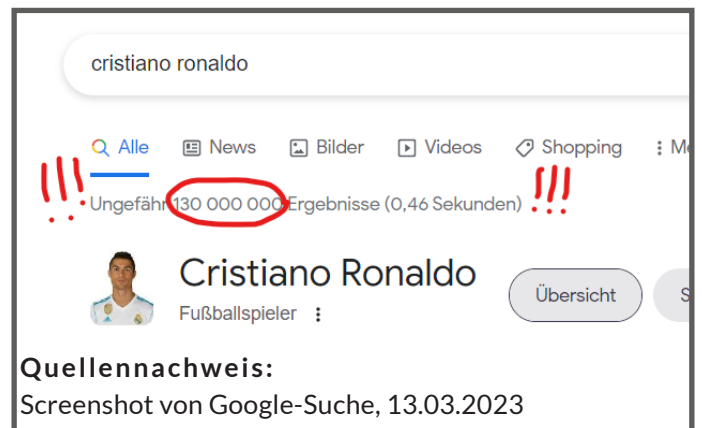 cristiano ronaldo
Alle News Bilder Videos Shopping
!!! Ungefähr 130 000 000 Ergebnisse (0,46 Sekunden) !!!
Cristiano Ronaldo
Übersicht
Fußballspieler
Quellennachweis:
Screenshot von Google-Suche, 13.03.2023